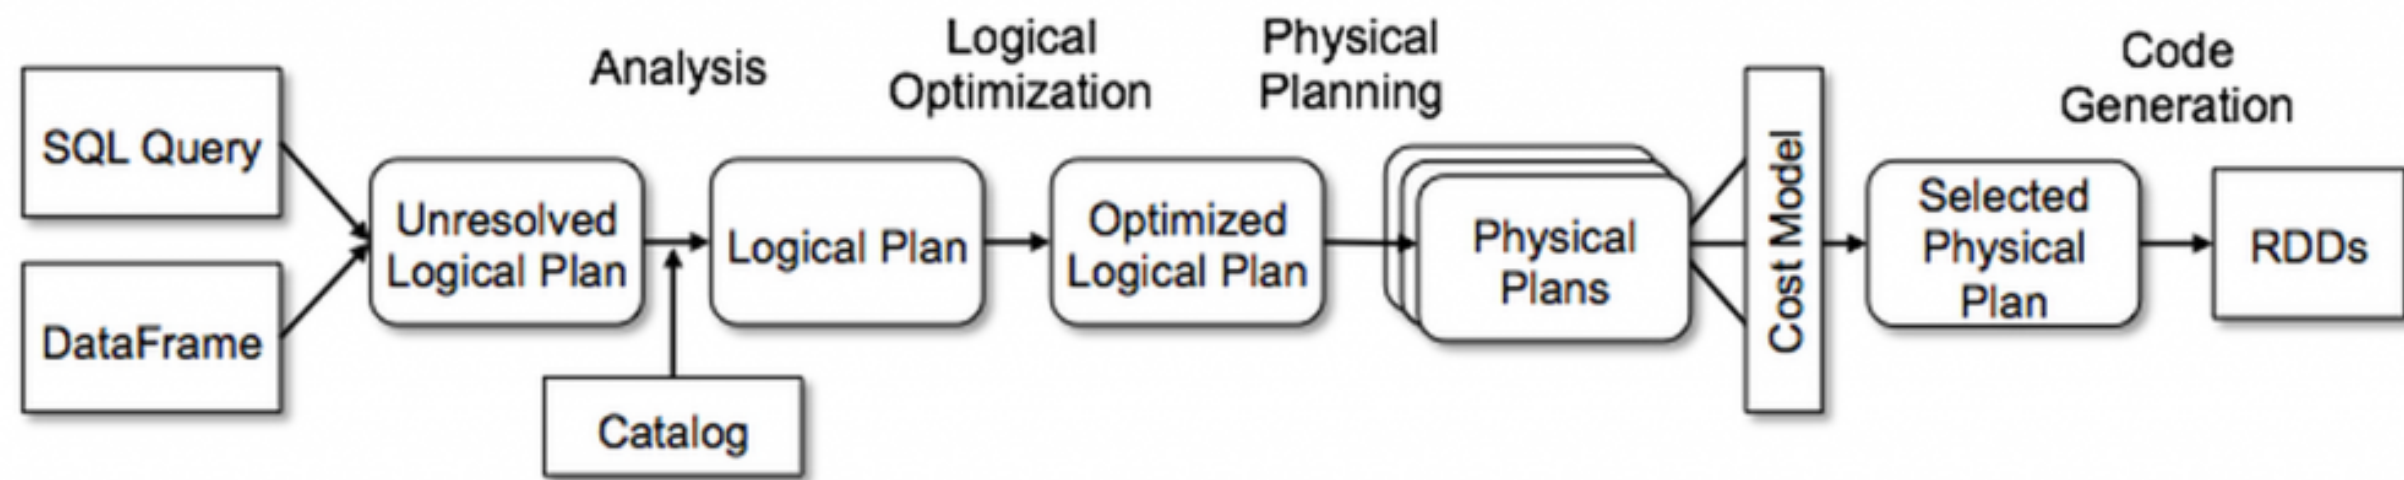 SQL Query
DataFrame
Analysis
Unresolved
Logical Plan
Catalog
Logical Plan
Logical
Optimization
Optimized
Logical Plan
Physical
Planning
Physical
Plans
Cost Model
Selected
Physical
Plan
Code
Generation
RDDs